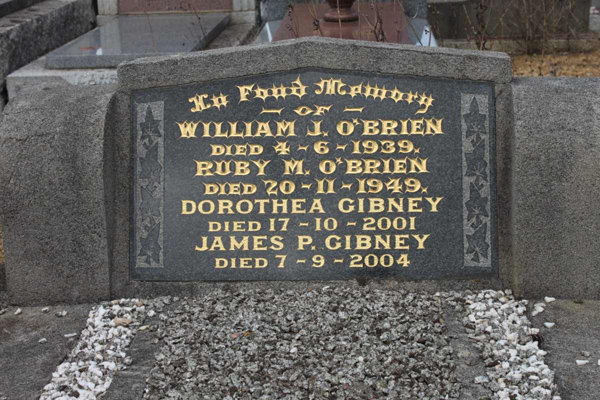 In Fond Memory
– OF –
WILLIAM J. O'BRIEN
DIED 4 – 6 – 1939.
RUBY M. O'BRIEN
DIED 20 – 11 – 1949.
DOROTHEA GIBNEY
DIED 17 – 10 – 2001
JAMES P. GIBNEY
DIED 7 – 9 – 2004